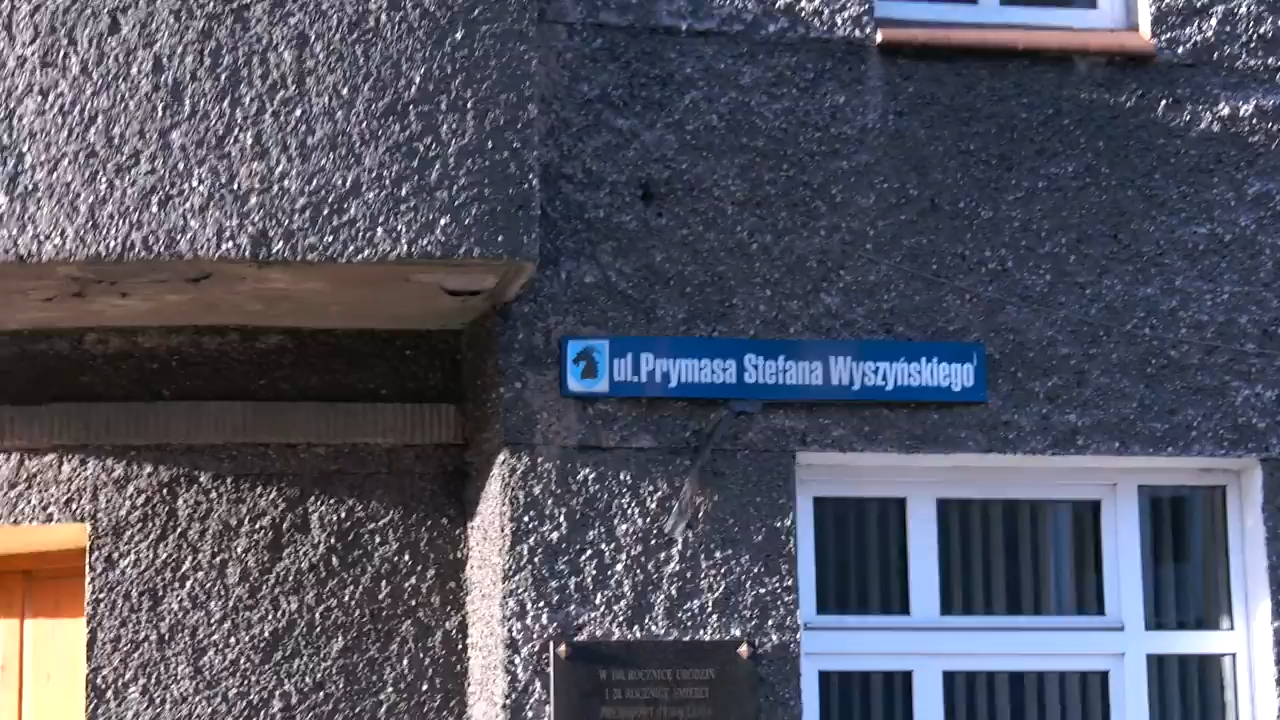 ul.Prymasa Stefana Wyszyńskiego
W 100. ROCZNICĘ URODZIN
I 20. ROCZNICĘ ŚMIERCI